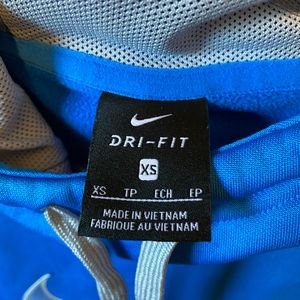 DRI-FIT
XS
XS TP ECH EP
MADE IN VIETNAM
FABRIQUE AU VIETNAM